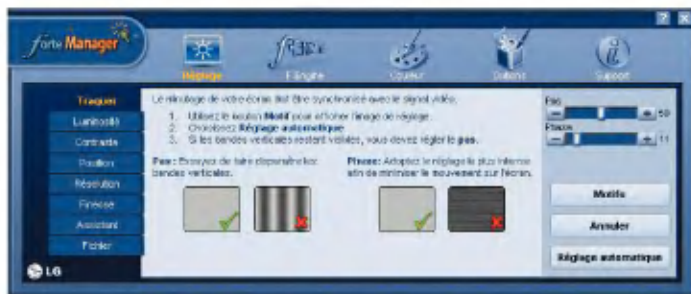 forte Manager
Réglage
Couleur
Options
Support
Traquer
Luminosité
Contraste
Position
Résolution
Finesse
Assistant
Fichier
LG
Le minutage de votre écran doit être synchronisé avec le signal vidéo.
1. Utilisez le bouton Motif pour afficher l'image de réglage.
2. Choisissez Réglage automatique
3. Si les bandes verticales restent visibles, vous devez régler le pas.
Pas: Essayez de faire disparaître les
bandes verticales.
Phase: Adoptez le réglage le plus intense
afin de minimiser le mouvement sur l'écran.
Pas
50
Phase
11
Motifs
Annuler
Réglage automatique